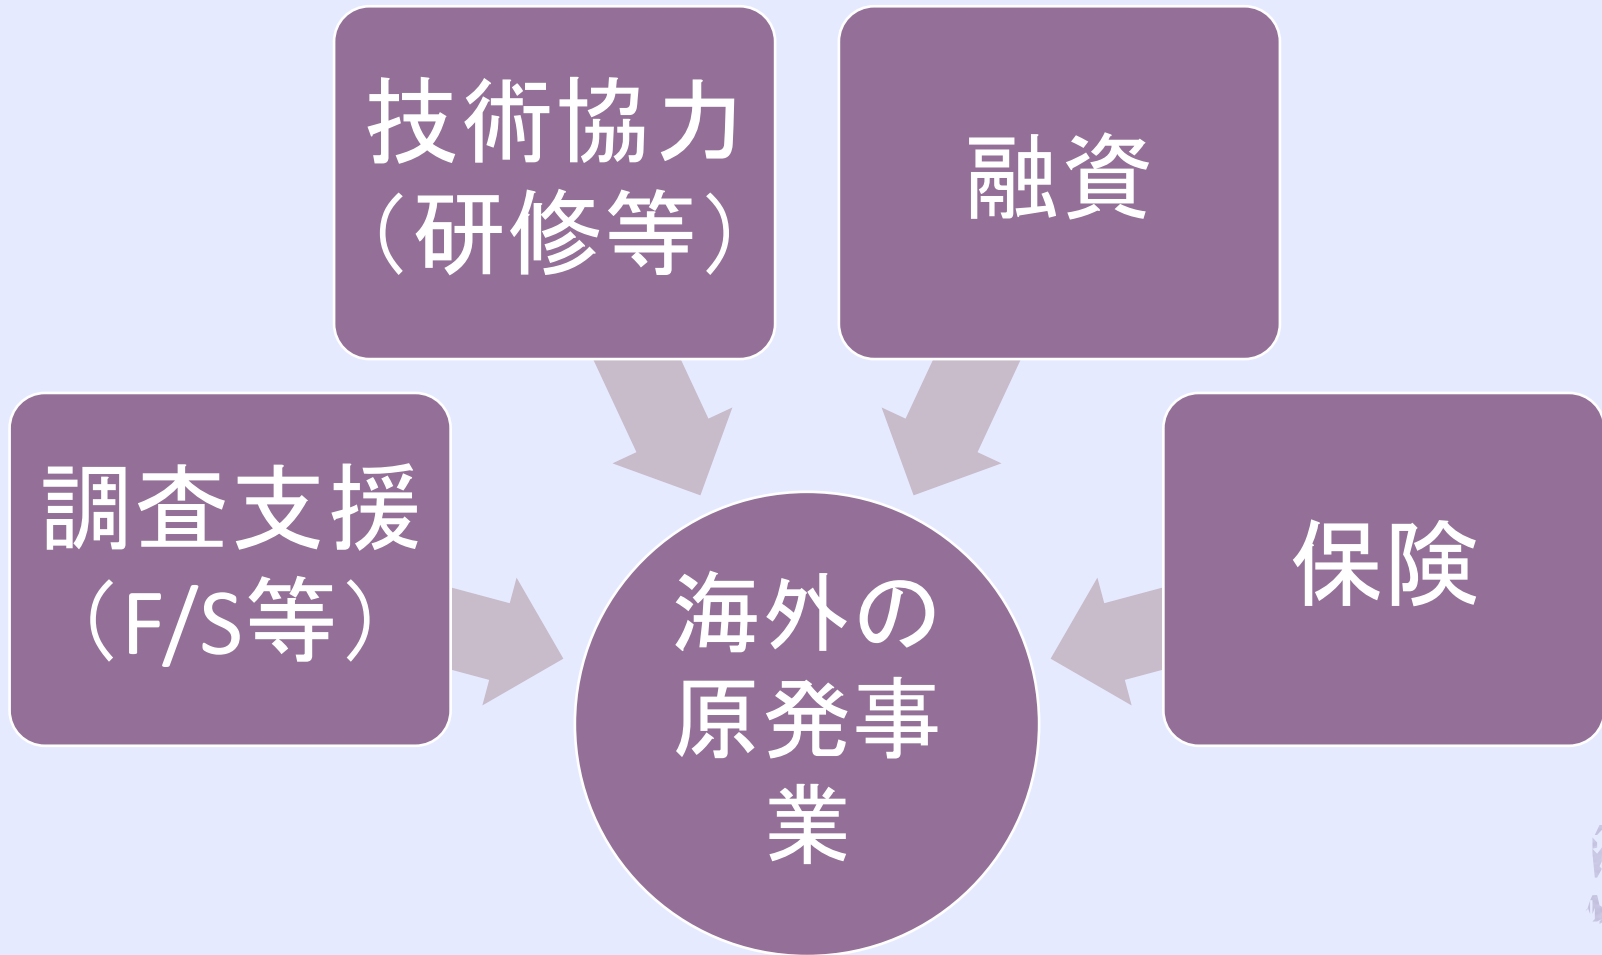 技術協力
（研修等）
融資
調査支援
（F/S等）
保険
海外の
原発事
業